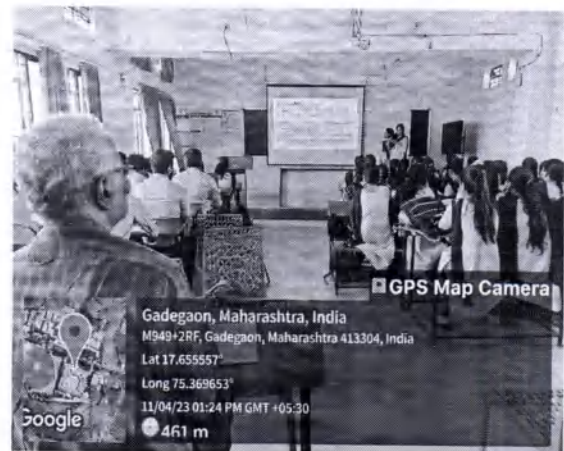 GPS Map Camera
Gadegaon, Maharashtra, India
M949+2RF, Gadegaon, Maharashtra 413304, India
Lat 17.655557°
Long 75.369653°
11/04/23 01:24 PM GMT +05:30
461 m
Google